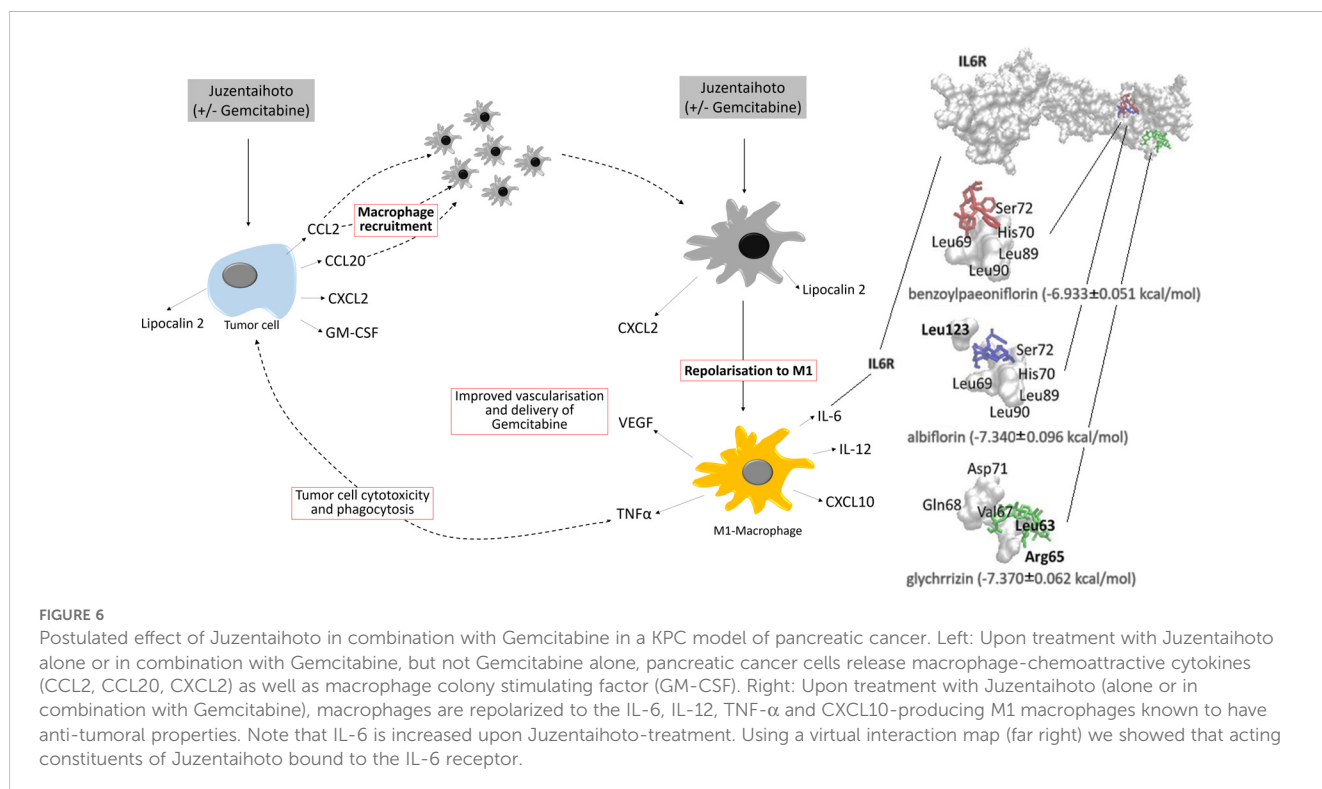 Juzentaihoto
(+/- Gemcitabine)
CCL2
Macrophage
recruitment
CCL20
CXCL2
GM-CSF
Lipocalin 2
Tumor cell
Juzentaihoto
(+/- Gemcitabine)
Lipocalin 2
CXCL2
Repolarisation to M1
Improved vascularisation
and delivery of
Gemcitabine
VEGF
IL-6
IL-12
CXCL10
TNFα
M1-Macrophage
Tumor cell cytotoxicity
and phagocytosis
IL6R
IL6R
Ser72
His70
Leu69
Leu89
Leu90
benzoylpaeoniflorin (-6.933±0.051 kcal/mol)
Leu123
Ser72
His70
Leu69
Leu89
Leu90
albiflorin (-7.340±0.096 kcal/mol)
Asp71
Gln68
Val67
Leu63
Arg65
glychrrizin (-7.370±0.062 kcal/mol)
FIGURE 6
Postulated effect of Juzentaihoto in combination with Gemcitabine in a KPC model of pancreatic cancer. Left: Upon treatment with Juzentaihoto
alone or in combination with Gemcitabine, but not Gemcitabine alone, pancreatic cancer cells release macrophage-chemoattractive cytokines
(CCL2, CCL20, CXCL2) as well as macrophage colony stimulating factor (GM-CSF). Right: Upon treatment with Juzentaihoto (alone or in
combination with Gemcitabine), macrophages are repolarized to the IL-6, IL-12, TNF-α and CXCL10-producing M1 macrophages known to have
anti-tumoral properties. Note that IL-6 is increased upon Juzentaihoto-treatment. Using a virtual interaction map (far right) we showed that acting
constituents of Juzentaihoto bound to the IL-6 receptor.